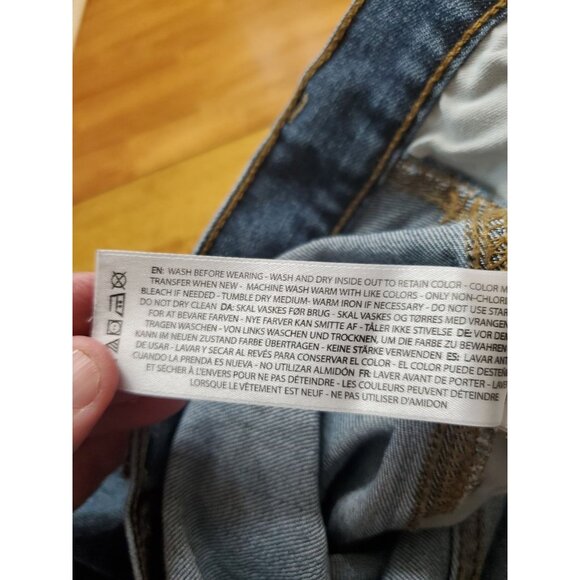 EN: WASH BEFORE WEARING - WASH AND DRY INSIDE OUT TO RETAIN COLOR - COLOR
TRANSFER WHEN NEW - MACHINE WASH WARM WITH LIKE COLORS - ONLY
BLEACH IF NEEDED - TUMBLE DRY MEDIUM- WARM IRON IF NECESSARY - DO NOT USE
DO NOT DRY CLEAN DA: SKAL VASKES FØR BRUG - SKAL VASKES OG TØRRES MED VRANGEN
FOR AT BEVARE FARVEN - NYE FARVER KAN SMITTE AF - TÅLER IKKE STIVELSE DE: VOR DEM
TRAGEN WASCHEN - VON LINKS WASCHEN UND TROCKNEN, UM DIE FARBE ZU BEWAHREN
KANN IM NEUEN ZUSTAND FARBE ÜBERTRAGEN - KEINE STÄRKE VERWENDEN ES: LAVAR
DE USAR - LAVAR Y SECAR AL REVÉS PARA CONSERVAR EL COLOR - EL COLOR PUEDE
CUANDO LA PRENDA ES NUEVA - NO UTILIZAR ALMIDÓN FR: LAVER AVANT DE PORTER - LAVER
ET SÉCHER À L'ENVERS POUR NE PAS DÉTEINDRE - LES COULEURS PEUVENT DÉTEINDRE
LORSQUE LE VÊTEMENT EST NEUF - NE PAS UTILISER D'AMIDON